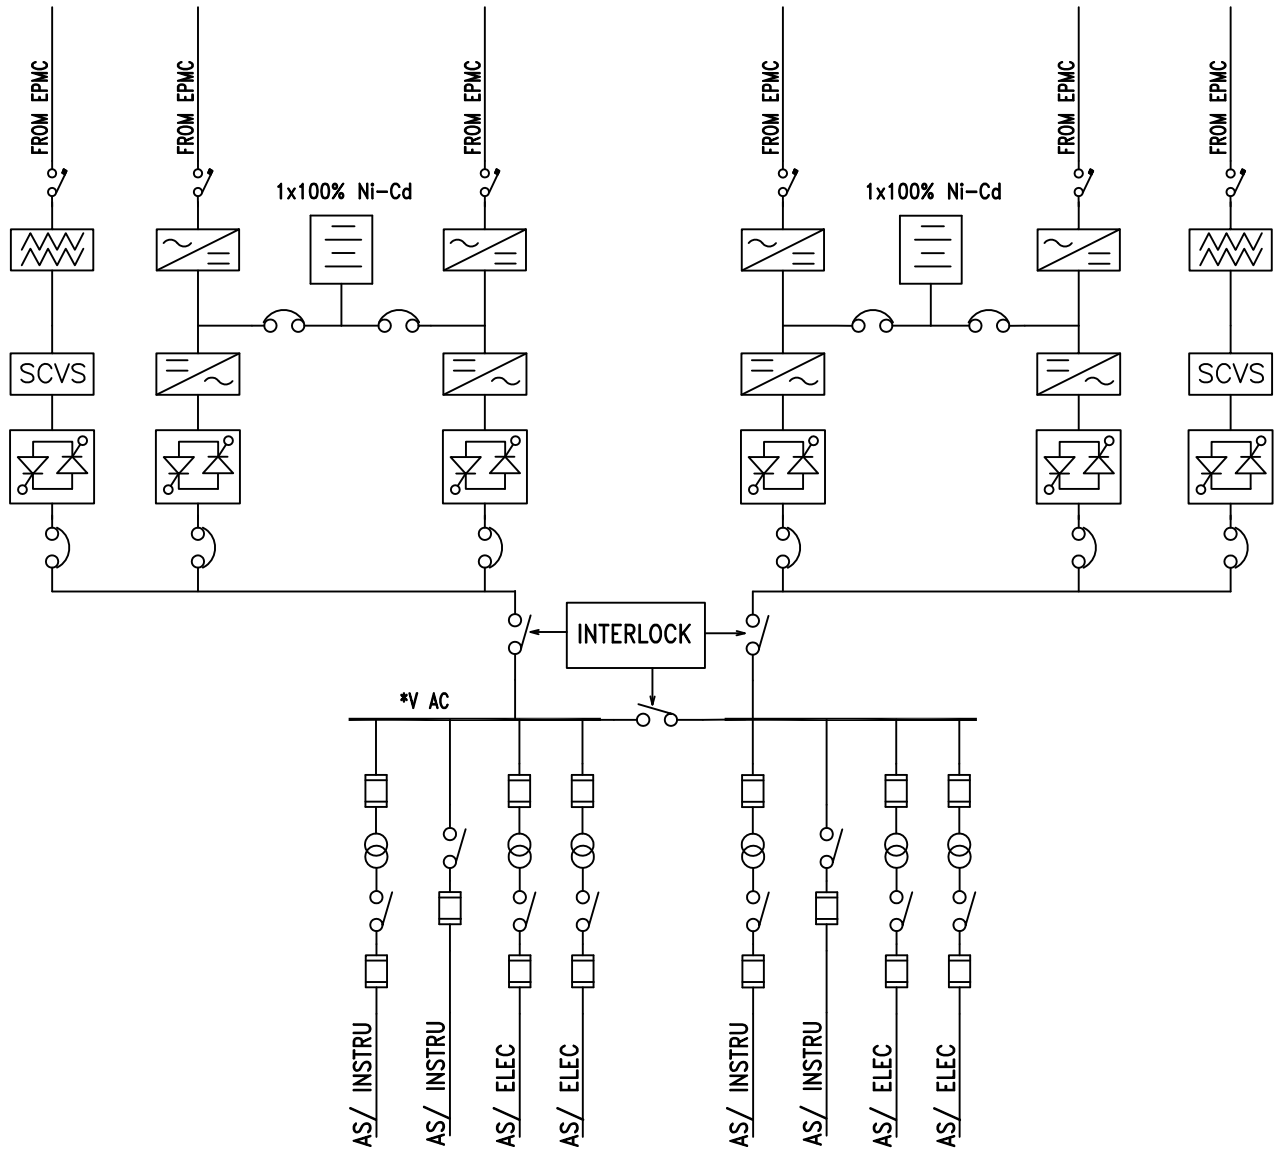 FROM EPMC
FROM EPMC
FROM EPMC
FROM EPMC
FROM EPMC
FROM EPMC
1x100% Ni-Cd
1x100% Ni-Cd
SCVS
SCVS
INTERLOCK
*V AC
AS/ INSTRU
AS/ INSTRU
AS/ ELEC
AS/ ELEC
AS/ INSTRU
AS/ INSTRU
AS/ ELEC
AS/ ELEC